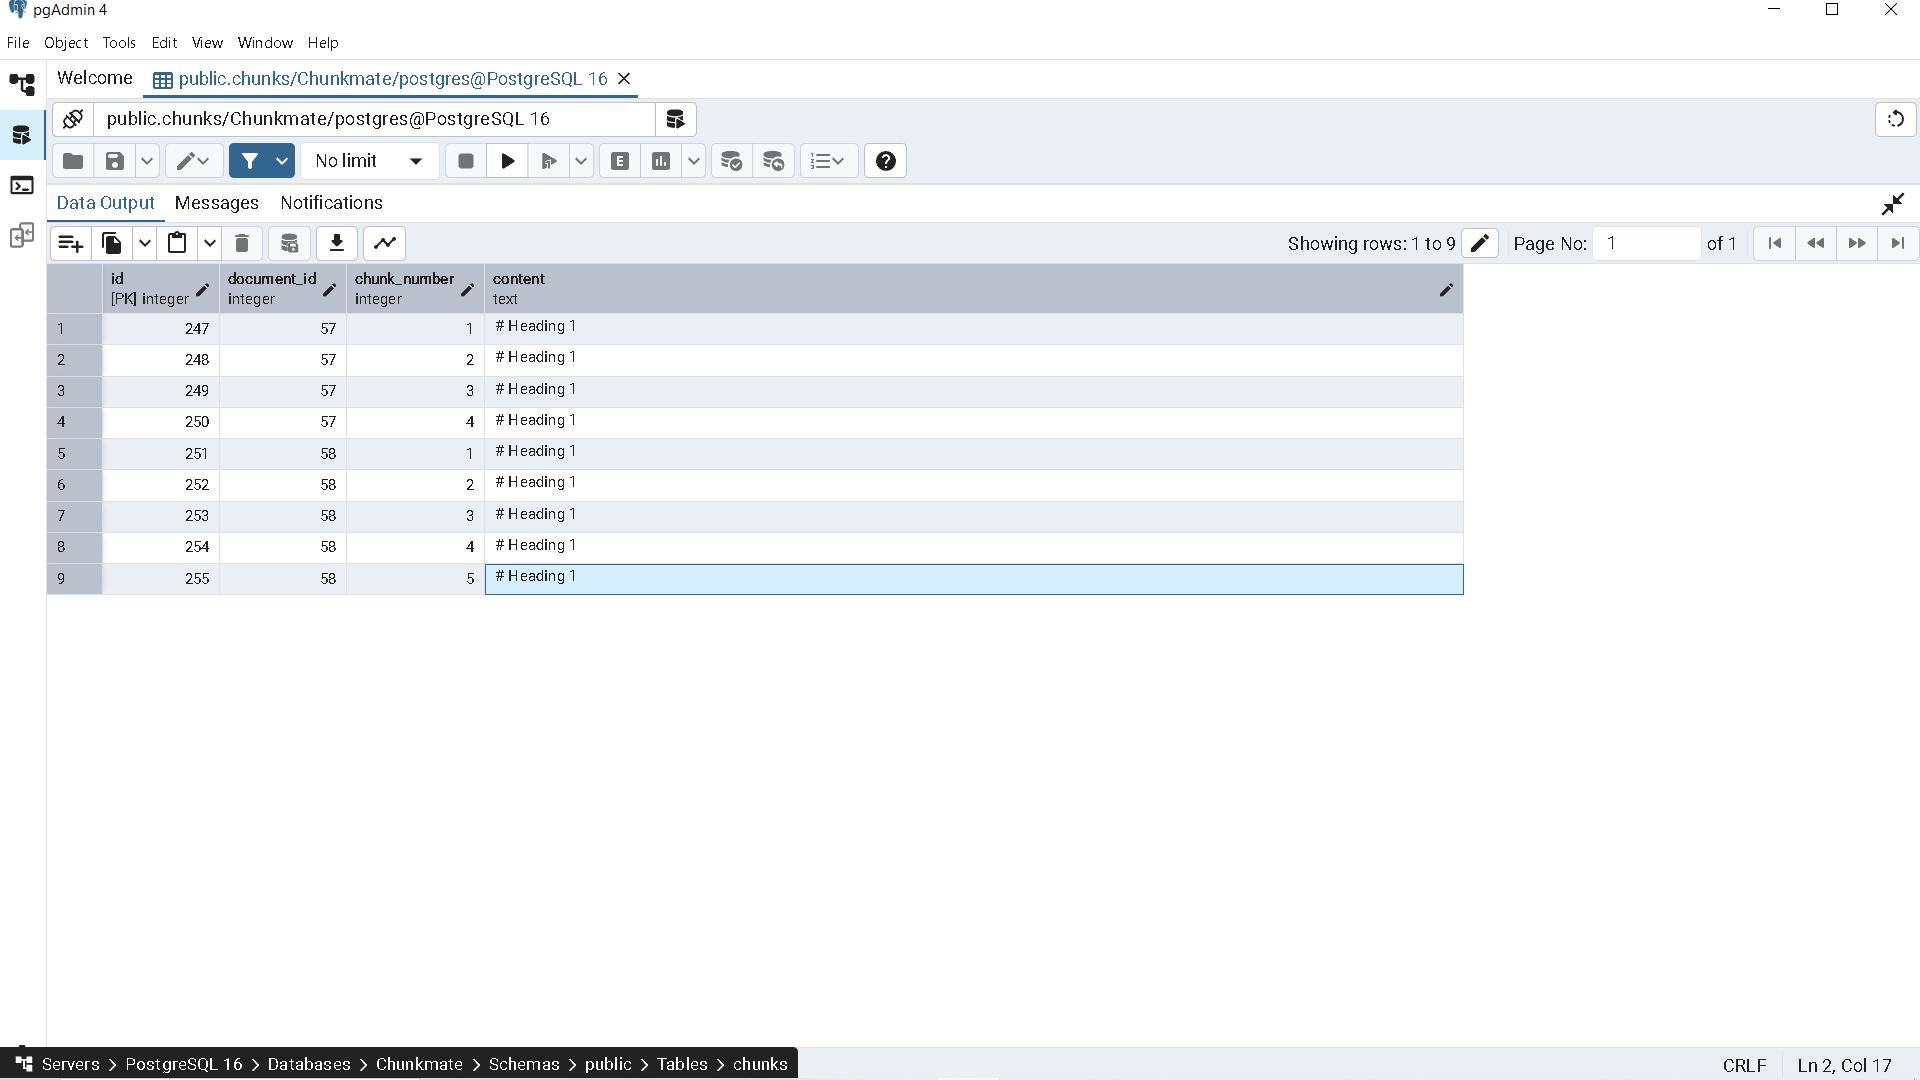 pgAdmin 4
File Object Tools Edit View Window Help
Welcome public.chunks/Chunkmate/postgres@PostgreSQL 16
public.chunks/Chunkmate/postgres@PostgreSQL 16
No limit E
Data Output Messages Notifications
Showing rows: 1 to 9 Page No: 1 of 1
id document_id chunk_number content
[PK] integer integer integer text
1 247 57 1 # Heading 1
2 248 57 2 # Heading 1
3 249 57 3 # Heading 1
4 250 57 4 # Heading 1
5 251 58 1 # Heading 1
6 252 58 2 # Heading 1
7 253 58 3 # Heading 1
8 254 58 4 # Heading 1
9 255 58 5 # Heading 1
Servers > PostgreSQL 16 > Databases > Chunkmate > Schemas > public > Tables > chunks
CRLF Ln 2, Col 17